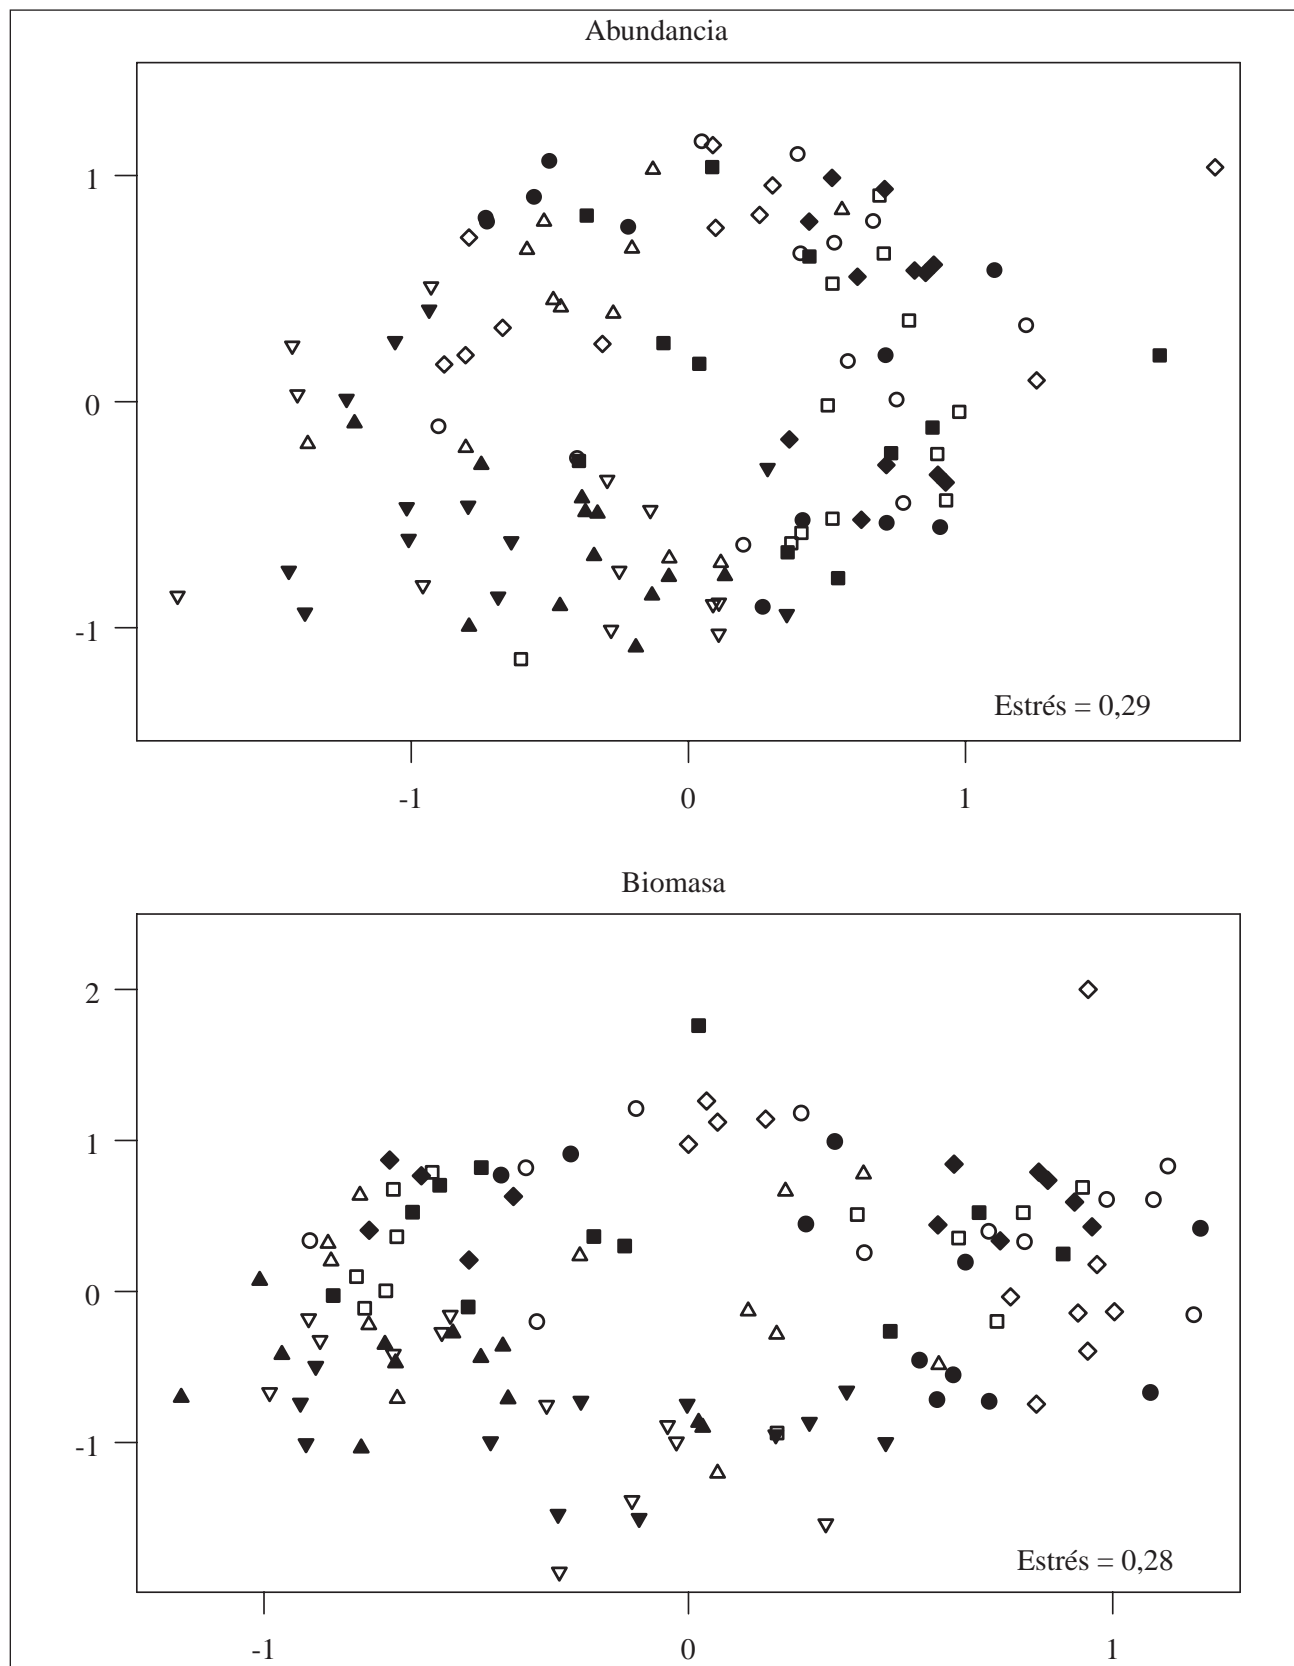 Abundancia
1
0
-1
Estrés = 0,29
-1 0 1
Biomasa
2
1
0
-1
Estrés = 0,28
-1 0 1